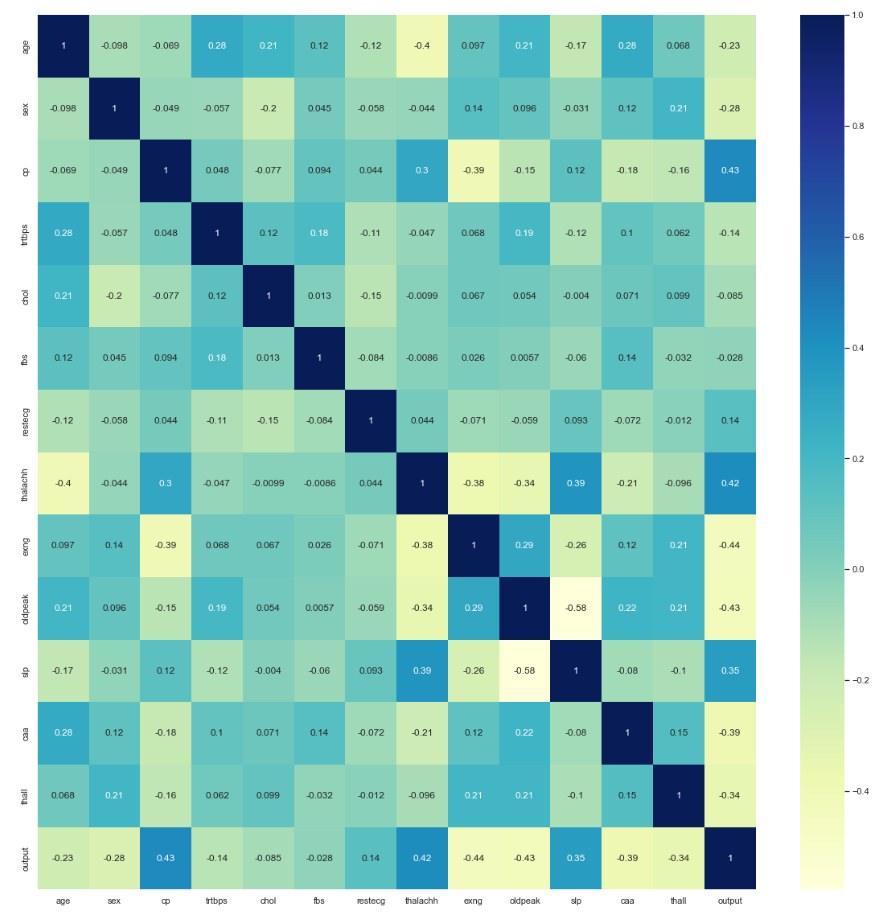 age 1 -0.098 -0.069 0.28 0.21 0.12 -0.12 -0.4 0.097 0.21 -0.17 0.28 0.068 -0.23
sex -0.098 1 -0.049 -0.057 -0.2 0.045 -0.058 -0.044 0.14 0.096 -0.031 0.12 0.21 -0.28
cp -0.069 -0.049 1 0.048 -0.077 0.094 0.044 0.3 -0.39 -0.15 0.12 -0.18 -0.16 0.43
trtbps 0.28 -0.057 0.048 1 0.12 0.18 -0.11 -0.047 0.068 0.19 -0.12 0.1 0.062 -0.14
chol 0.21 -0.2 -0.077 0.12 1 0.013 -0.15 -0.0099 0.067 0.054 -0.004 0.071 0.099 -0.085
fbs 0.12 0.045 0.094 0.18 0.013 1 -0.084 -0.0086 0.026 0.0057 -0.06 0.14 -0.032 -0.028
restecg -0.12 -0.058 0.044 -0.11 -0.15 -0.084 1 0.044 -0.071 -0.059 0.093 -0.072 -0.012 0.14
thalachh -0.4 -0.044 0.3 -0.047 -0.0099 -0.0086 0.044 1 -0.38 -0.34 0.39 -0.21 -0.096 0.42
exng 0.097 0.14 -0.39 0.068 0.067 0.026 -0.071 -0.38 1 0.29 -0.26 0.12 0.21 -0.44
oldpeak 0.21 0.096 -0.15 0.19 0.054 0.0057 -0.059 -0.34 0.29 1 -0.58 0.22 0.21 -0.43
slp -0.17 -0.031 0.12 -0.12 -0.004 -0.06 0.093 0.39 -0.26 -0.58 1 -0.08 -0.1 0.35
caa 0.28 0.12 -0.18 0.1 0.071 0.14 -0.072 -0.21 0.12 0.22 -0.08 1 0.15 -0.39
thall 0.068 0.21 -0.16 0.062 0.099 -0.032 -0.012 -0.096 0.21 0.21 -0.1 0.15 1 -0.34
output -0.23 -0.28 0.43 -0.14 -0.085 -0.028 0.14 0.42 -0.44 -0.43 0.35 -0.39 -0.34 1
age sex cp trtbps chol fbs restecg thalachh exng oldpeak slp caa thall output
1.0
0.8
0.6
0.4
0.2
0.0
-0.2
-0.4